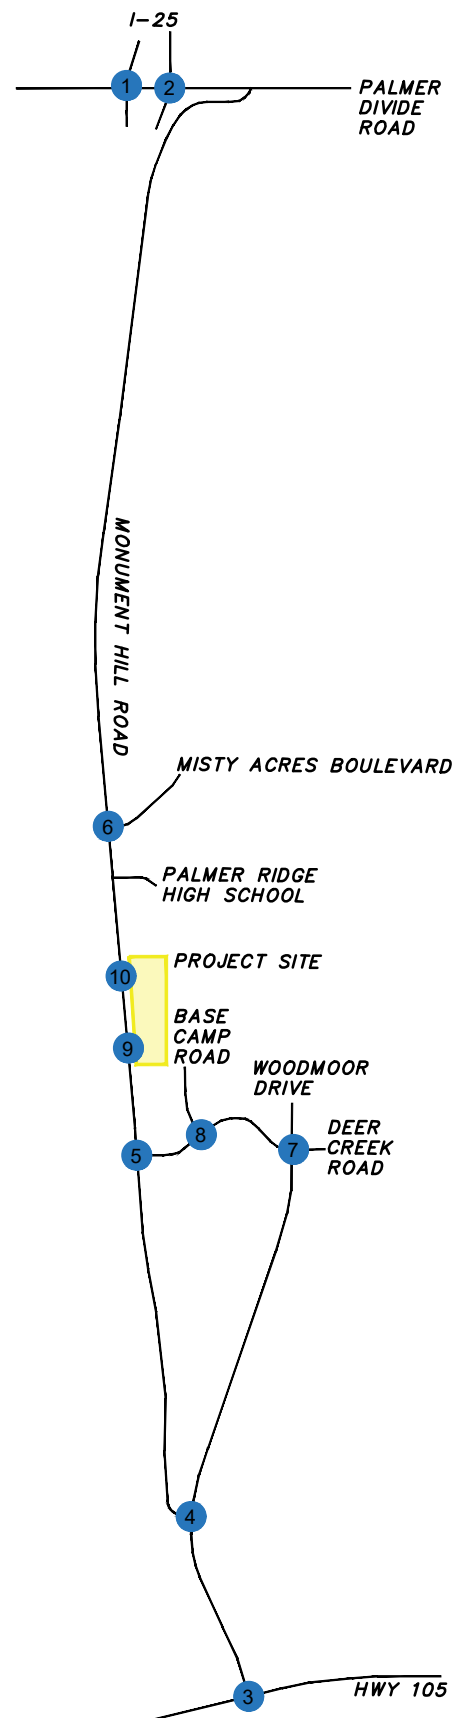 I-25
1
2
PALMER
DIVIDE
ROAD
MONUMENT HILL ROAD
MISTY ACRES BOULEVARD
6
PALMER RIDGE
HIGH SCHOOL
PROJECT SITE
10
BASE
CAMP
ROAD
9
WOODMOOR
DRIVE
8
DEER
CREEK
ROAD
7
5
4
HWY 105
3